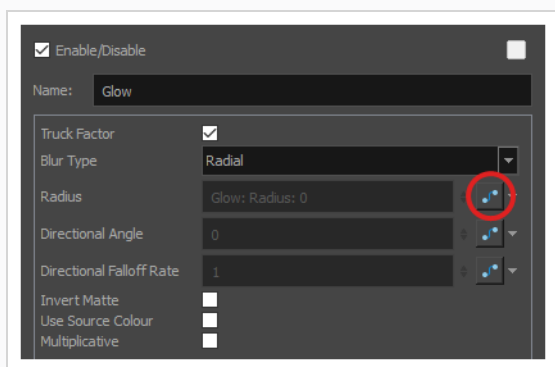 Enable/Disable
Name: Glow
Truck Factor
Blur Type Radial
Radius Glow: Radius: 0
Directional Angle 0
Directional Falloff Rate 1
Invert Matte
Use Source Colour
Multiplicative